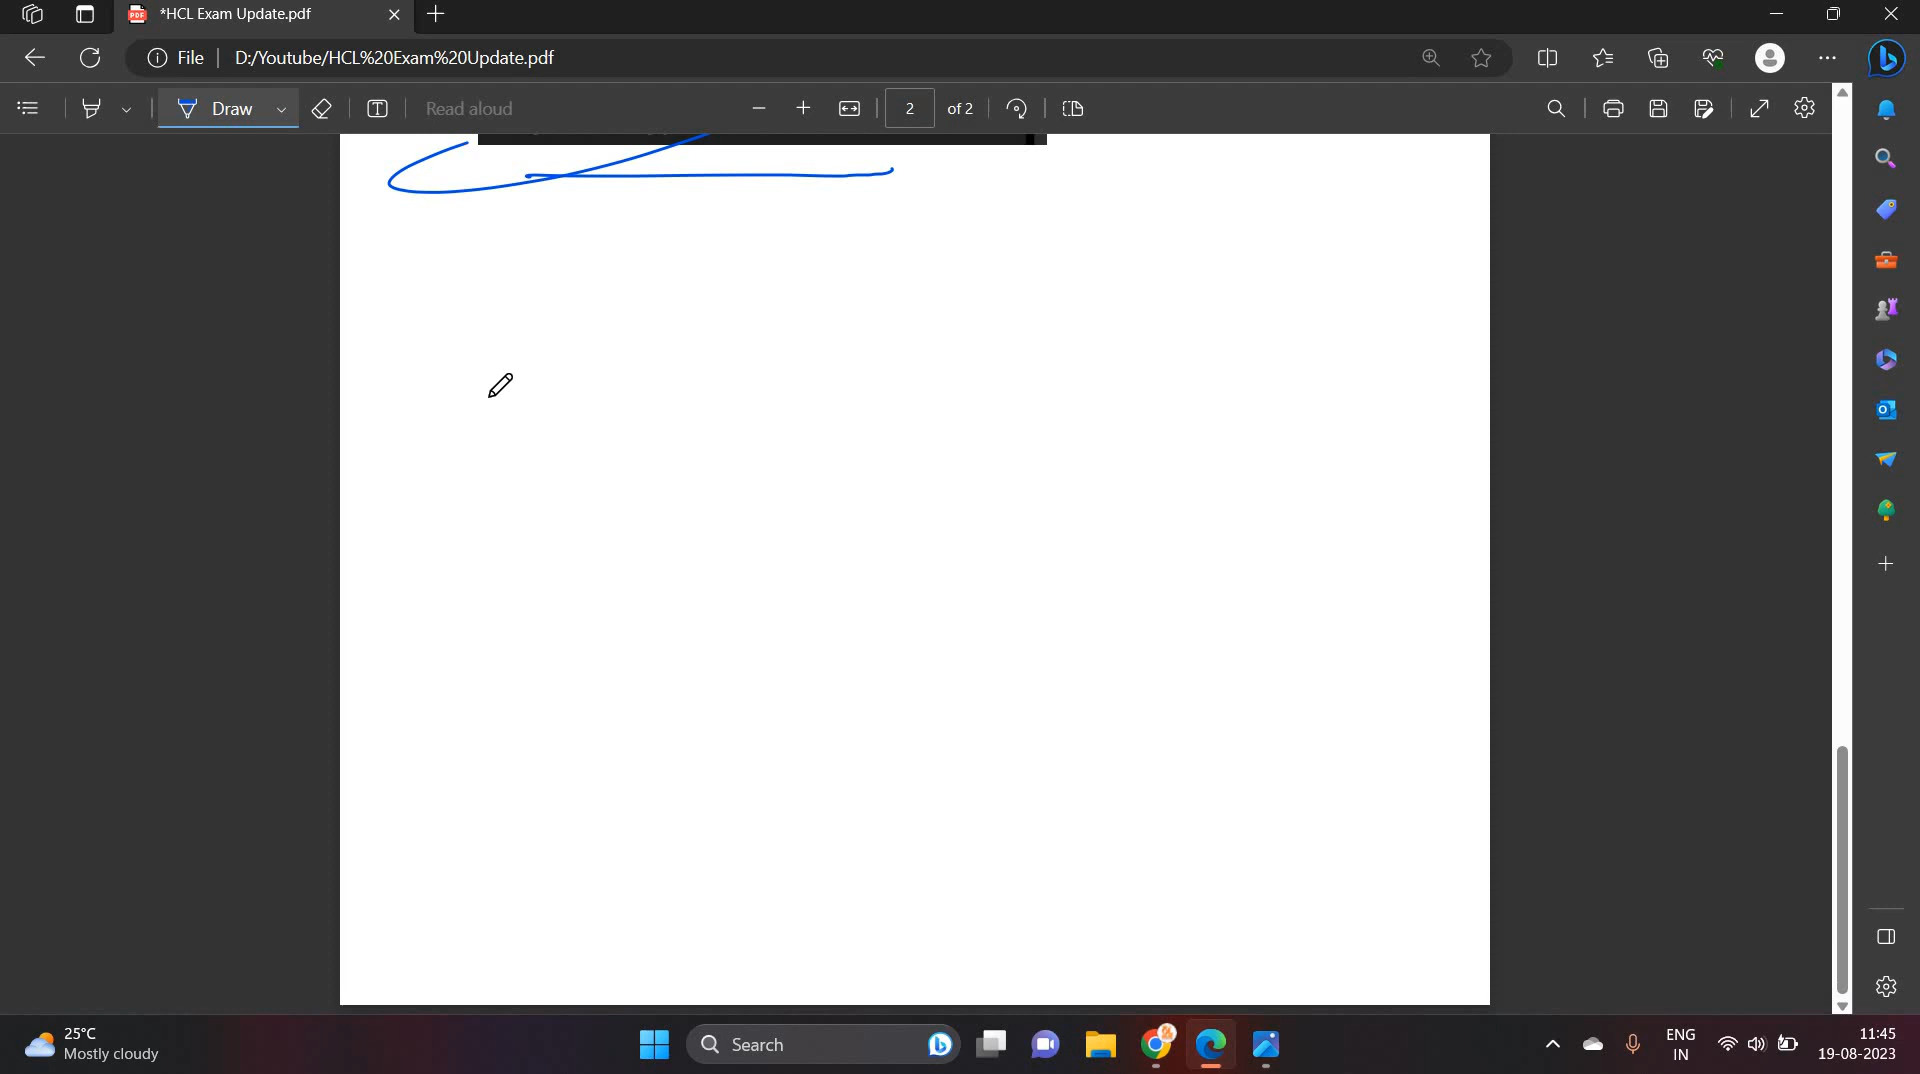 *HCL Exam Update.pdf
File
D:/Youtube/HCL%20Exam%20Update.pdf
Draw
Read aloud
2
of 2
25°C
Mostly cloudy
Search
ENG
IN
11:45
19-08-2023